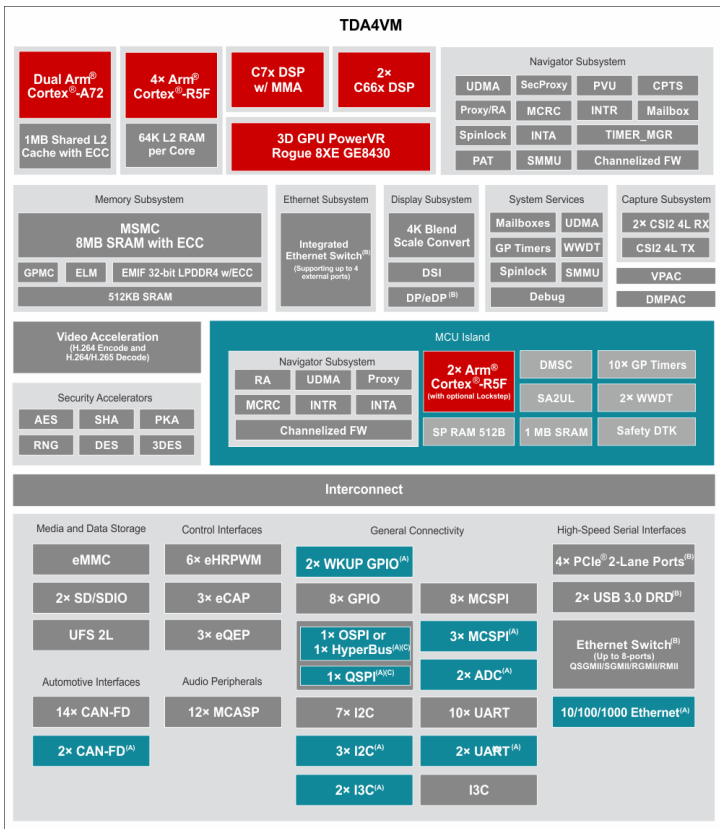 TDA4VM
Dual Arm®
Cortex®-A72
1MB Shared L2
Cache with ECC
4× Arm®
Cortex®-R5F
64K L2 RAM
per Core
C7x DSP
w/ MMA
2×
C66x DSP
3D GPU PowerVR
Rogue 8XE GE8430
Navigator Subsystem
UDMA
SecProxy
PVU
CPTS
Proxy/RA
MCRC
INTR
Mailbox
Spinlock
INTA
TIMER_MGR
PAT
SMMU
Channelized FW
Memory Subsystem
MSMC
8MB SRAM with ECC
GPMC
ELM
EMIF 32-bit LPDDR4 w/ECC
512KB SRAM
Ethernet Subsystem
Integrated
Ethernet Switch(B)
(Supporting up to 4
external ports)
Display Subsystem
4K Blend
Scale Convert
DSI
DP/eDP(B)
System Services
Mailboxes
UDMA
GP Timers
WWDT
Spinlock
SMMU
Debug
Capture Subsystem
2× CSI2 4L RX
CSI2 4L TX
VPAC
DMPAC
Video Acceleration
(H.264 Encode and
H.264/H.265 Decode)
Security Accelerators
AES
SHA
PKA
RNG
DES
3DES
MCU Island
Navigator Subsystem
RA
UDMA
Proxy
MCRC
INTR
INTA
Channelized FW
2× Arm®
Cortex®-R5F
(with optional Lockstep)
DMSC
10× GP Timers
SA2UL
2× WWDT
SP RAM 512B
1 MB SRAM
Safety DTK
Interconnect
Media and Data Storage
eMMC
2× SD/SDIO
UFS 2L
Automotive Interfaces
14× CAN-FD
2× CAN-FD(A)
Control Interfaces
6× eHRPWM
3× eCAP
3× eQEP
Audio Peripherals
12× MCASP
General Connectivity
2× WKUP GPIO(A)
8× GPIO
8× MCSPI
1× OSPI or
1× HyperBus(A)(C)
3× MCSPI(A)
1× QSPI(A)(C)
2× ADC(A)
7× I2C
10× UART
3× I2C(A)
2× UART(A)
2× I3C(A)
I3C
High-Speed Serial Interfaces
4× PCIe® 2-Lane Ports(B)
2× USB 3.0 DRD(B)
Ethernet Switch(B)
(Up to 8-ports)
QSGMII/SGMII/RGMII/RMII
10/100/1000 Ethernet(A)